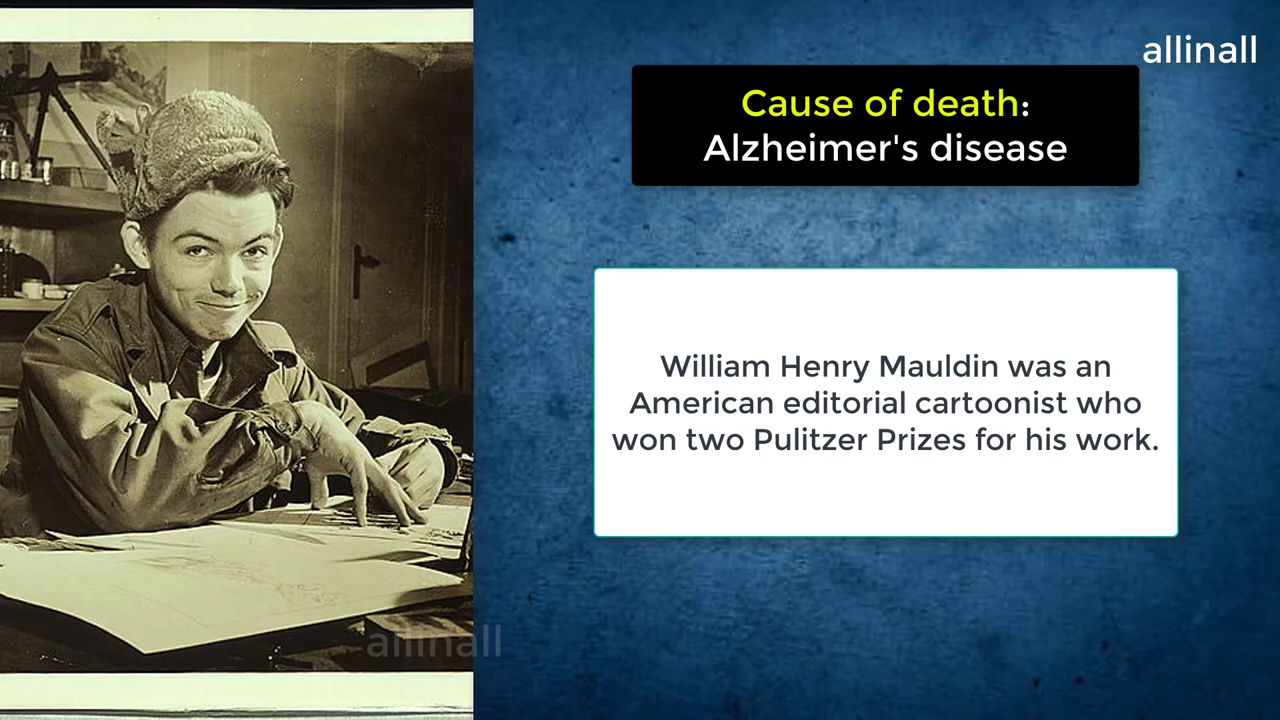 allinall
Cause of death:
Alzheimer's disease
William Henry Mauldin was an
American editorial cartoonist who
won two Pulitzer Prizes for his work.
allinall